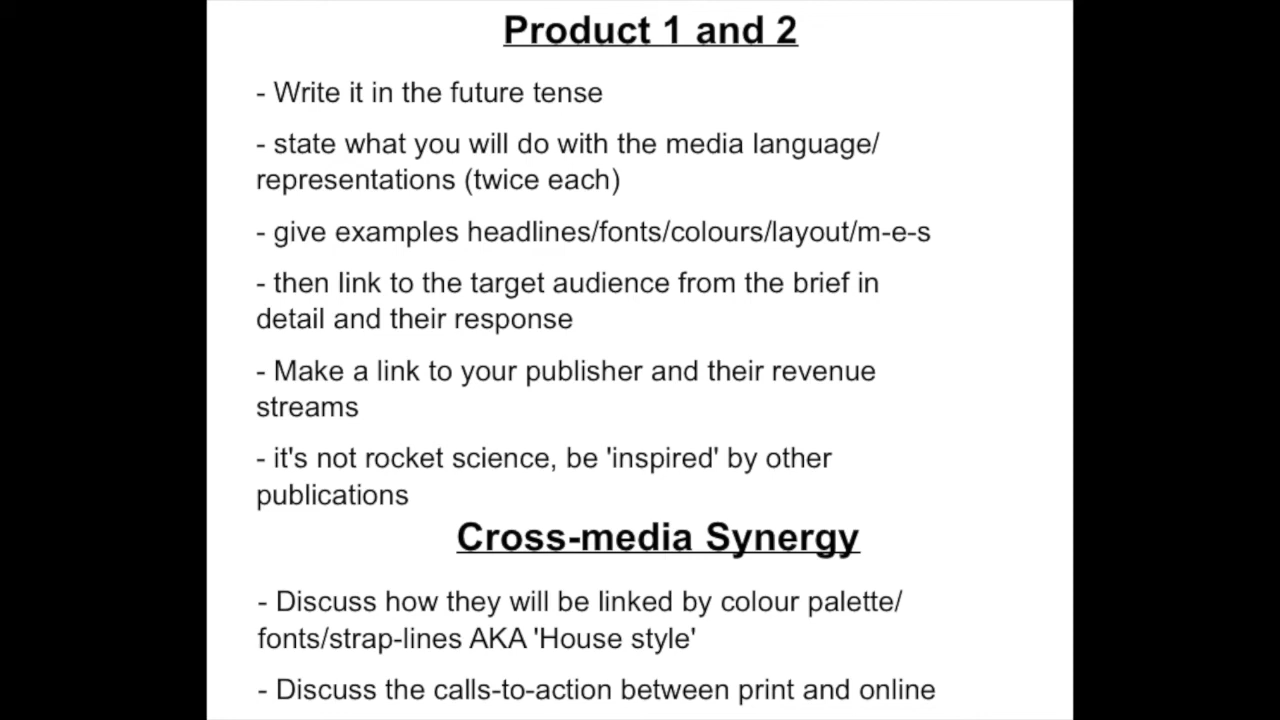 Product 1 and 2
- Write it in the future tense
- state what you will do with the media language/
representations (twice each)
- give examples headlines/fonts/colours/layout/m-e-s
- then link to the target audience from the brief in
detail and their response
- Make a link to your publisher and their revenue
streams
- it's not rocket science, be 'inspired' by other
publications
Cross-media Synergy
- Discuss how they will be linked by colour palette/
fonts/strap-lines AKA 'House style'
- Discuss the calls-to-action between print and online